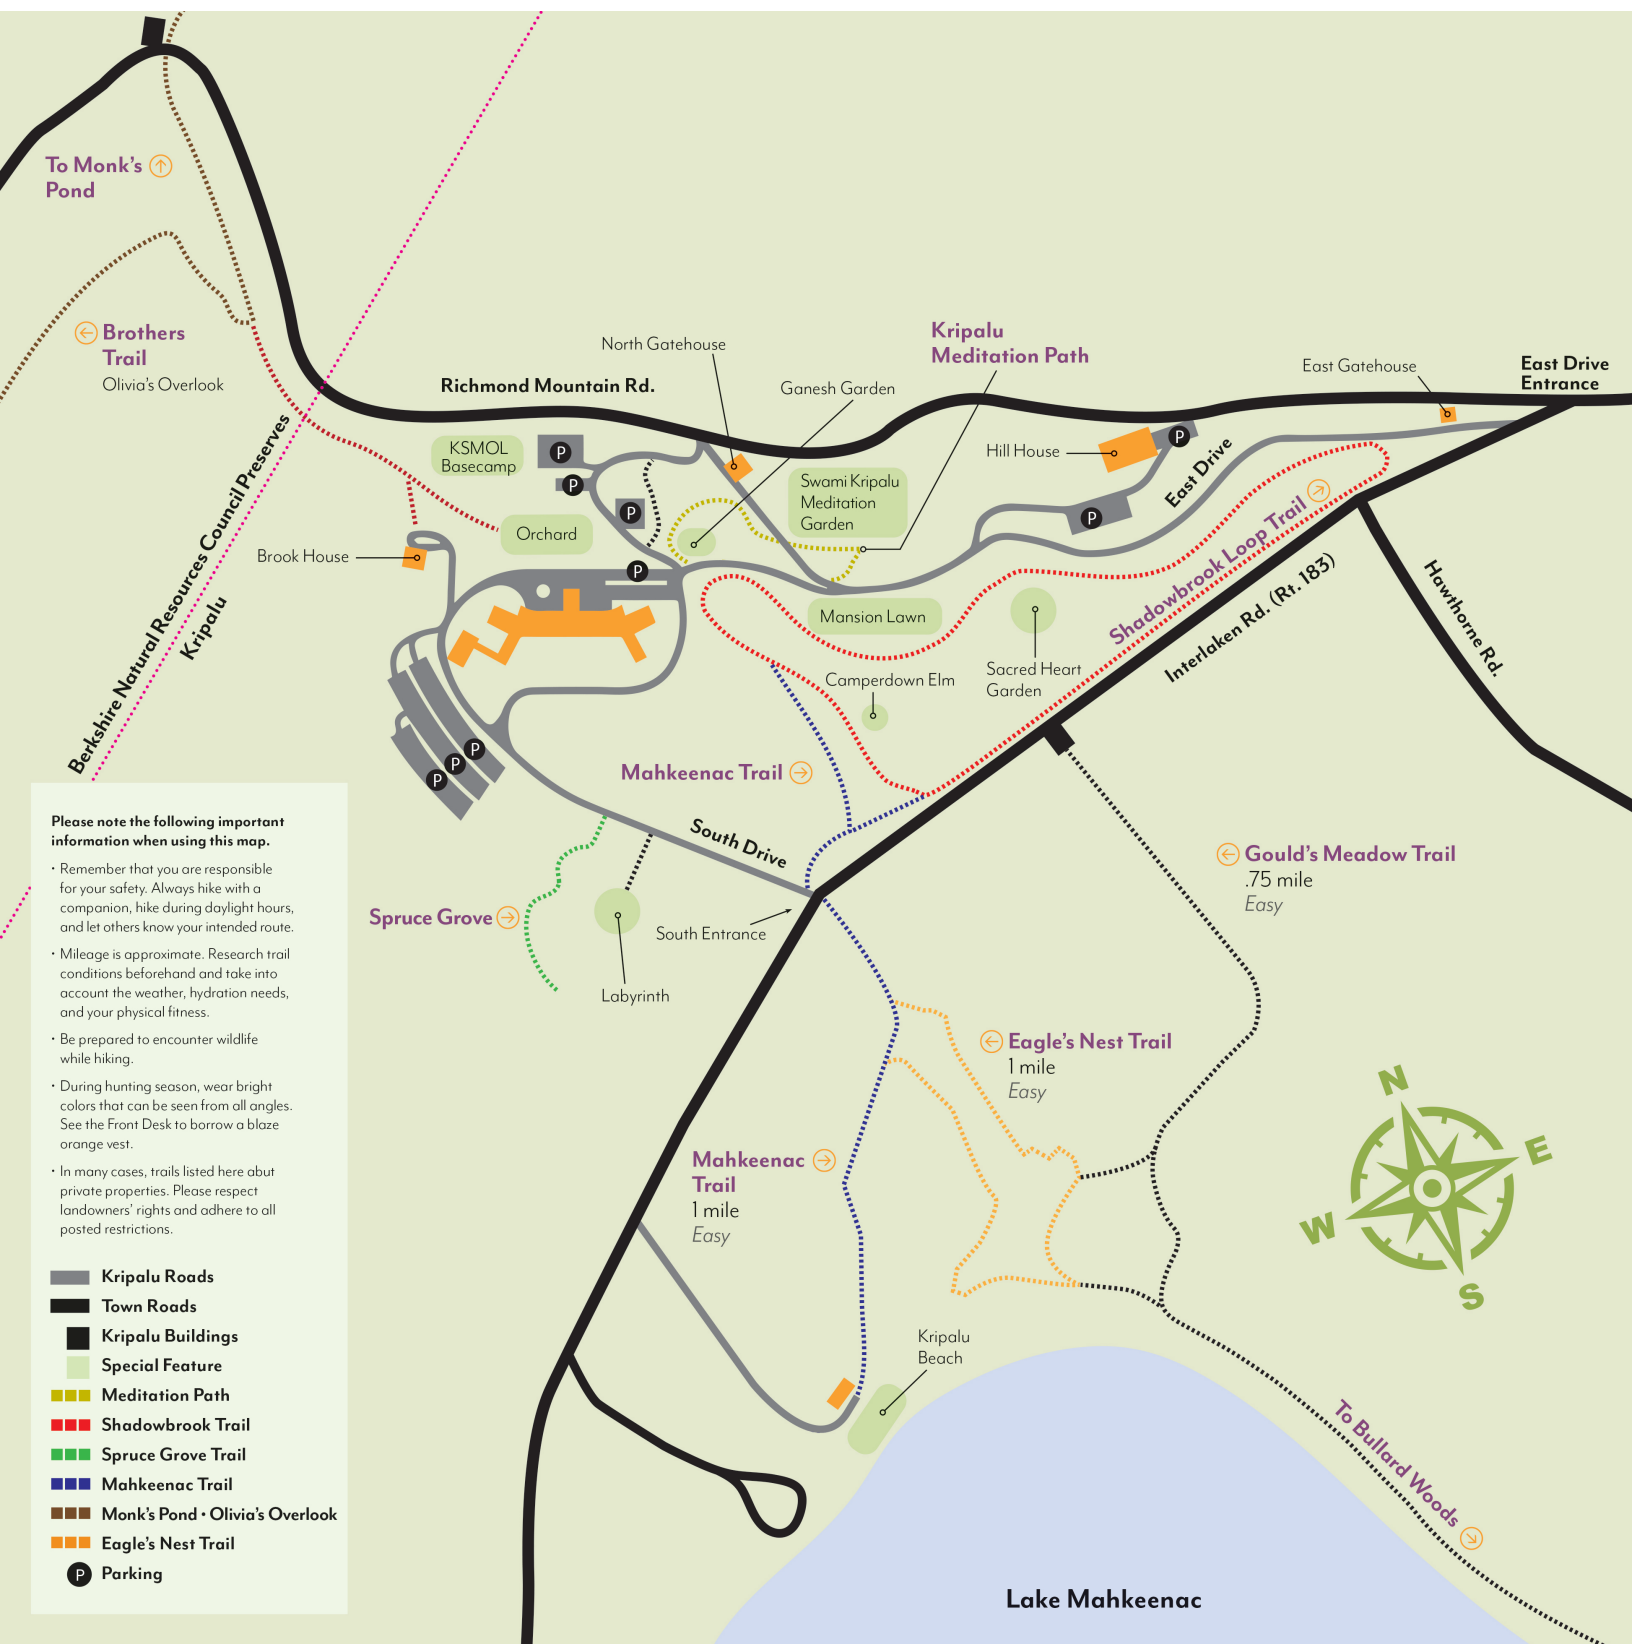 To Monk's
Pond
Brothers
Trail
Olivia's Overlook
Richmond Mountain Rd.
North Gatehouse
Ganesh Garden
Kripalu
Meditation Path
East Gatehouse
East Drive
Entrance
KSMOL
Basecamp
P
P
P
P
Orchard
Brook House
Swami Kripalu
Meditation
Garden
Hill House
P
P
East Drive
Shadowbrook Loop Trail
Interlaken Rd. (Rt. 183)
Hawthorne Rd.
Mansion Lawn
Sacred Heart
Garden
Camperdown Elm
Berkshire Natural Resources Council Preserves
Kripalu
P
P
P
Mahkeenac Trail
South Drive
Spruce Grove
South Entrance
Labyrinth
Gould's Meadow Trail
.75 mile
Easy
Eagle's Nest Trail
1 mile
Easy
Mahkeenac
Trail
1 mile
Easy
N
E
W
S
Kripalu
Beach
To Bullard Woods
Lake Mahkeenac
Please note the following important
information when using this map.
• Remember that you are responsible
for your safety. Always hike with a
companion, hike during daylight hours,
and let others know your intended route.
• Mileage is approximate. Research trail
conditions beforehand and take into
account the weather, hydration needs,
and your physical fitness.
• Be prepared to encounter wildlife
while hiking.
• During hunting season, wear bright
colors that can be seen from all angles.
See the Front Desk to borrow a blaze
orange vest.
• In many cases, trails listed here abut
private properties. Please respect
landowners' rights and adhere to all
posted restrictions.
Kripalu Roads
Town Roads
Kripalu Buildings
Special Feature
Meditation Path
Shadowbrook Trail
Spruce Grove Trail
Mahkeenac Trail
Monk's Pond • Olivia's Overlook
Eagle's Nest Trail
P Parking